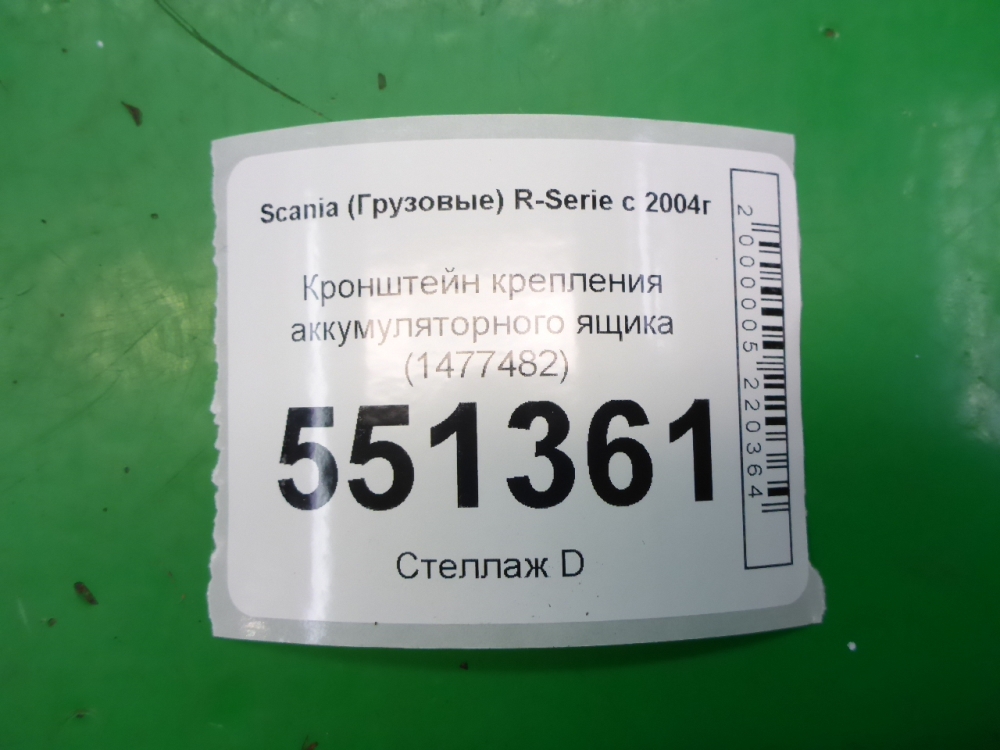 Scania (Грузовые) R-Serie с 2004г
Кронштейн крепления
аккумуляторного ящика
(1477482)
551361
Стеллаж D
2000005220364